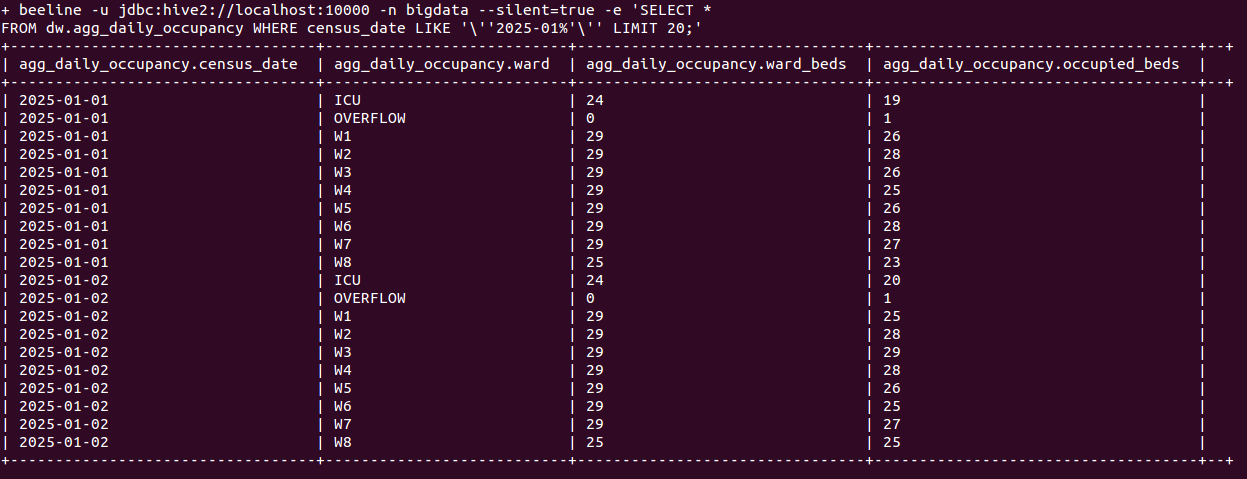 + beeline -u jdbc:hive2://localhost:10000 -n bigdata --silent=true -e 'SELECT *
FROM dw.agg_daily_occupancy WHERE census_date LIKE '\''2025-01%'\'' LIMIT 20;'
+----------------------------------+---------------------------+--------------------------------+------------------------------------+--+
| agg_daily_occupancy.census_date | agg_daily_occupancy.ward | agg_daily_occupancy.ward_beds | agg_daily_occupancy.occupied_beds |
+----------------------------------+---------------------------+--------------------------------+------------------------------------+--+
| 2025-01-01 | ICU | 24 | 19 |
| 2025-01-01 | OVERFLOW | 0 | 1 |
| 2025-01-01 | W1 | 29 | 26 |
| 2025-01-01 | W2 | 29 | 28 |
| 2025-01-01 | W3 | 29 | 26 |
| 2025-01-01 | W4 | 29 | 25 |
| 2025-01-01 | W5 | 29 | 26 |
| 2025-01-01 | W6 | 29 | 28 |
| 2025-01-01 | W7 | 29 | 27 |
| 2025-01-01 | W8 | 25 | 23 |
| 2025-01-02 | ICU | 24 | 20 |
| 2025-01-02 | OVERFLOW | 0 | 1 |
| 2025-01-02 | W1 | 29 | 25 |
| 2025-01-02 | W2 | 29 | 28 |
| 2025-01-02 | W3 | 29 | 29 |
| 2025-01-02 | W4 | 29 | 28 |
| 2025-01-02 | W5 | 29 | 26 |
| 2025-01-02 | W6 | 29 | 25 |
| 2025-01-02 | W7 | 29 | 27 |
| 2025-01-02 | W8 | 25 | 25 |
+----------------------------------+---------------------------+--------------------------------+------------------------------------+--+